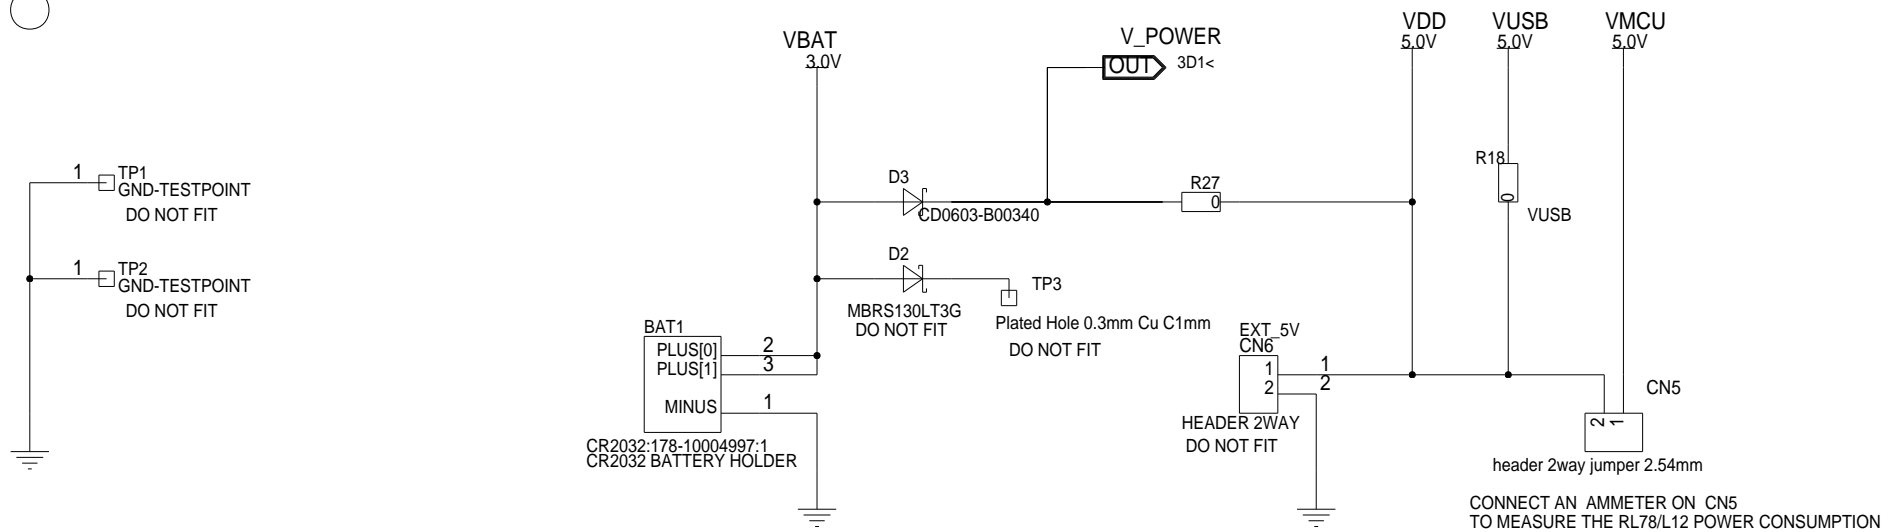 VBAT
3.0V
V_POWER
OUT
3D1<
VDD
5.0V
VUSB
5.0V
VMCU
5.0V
1
TP1
GND-TESTPOINT
DO NOT FIT
1
TP2
GND-TESTPOINT
DO NOT FIT
D3
CD0603-B00340
R27
0
R18
0
VUSB
D2
MBRS130LT3G
DO NOT FIT
TP3
Plated Hole 0.3mm Cu C1mm
DO NOT FIT
BAT1
PLUS[0]
2
PLUS[1]
3
MINUS
1
CR2032:178-10004997:1
CR2032 BATTERY HOLDER
EXT_5V
CN6
1
1
2
2
HEADER 2WAY
DO NOT FIT
CN5
2
1
header 2way jumper 2.54mm
CONNECT AN AMMETER ON CN5
TO MEASURE THE RL78/L12 POWER CONSUMPTION